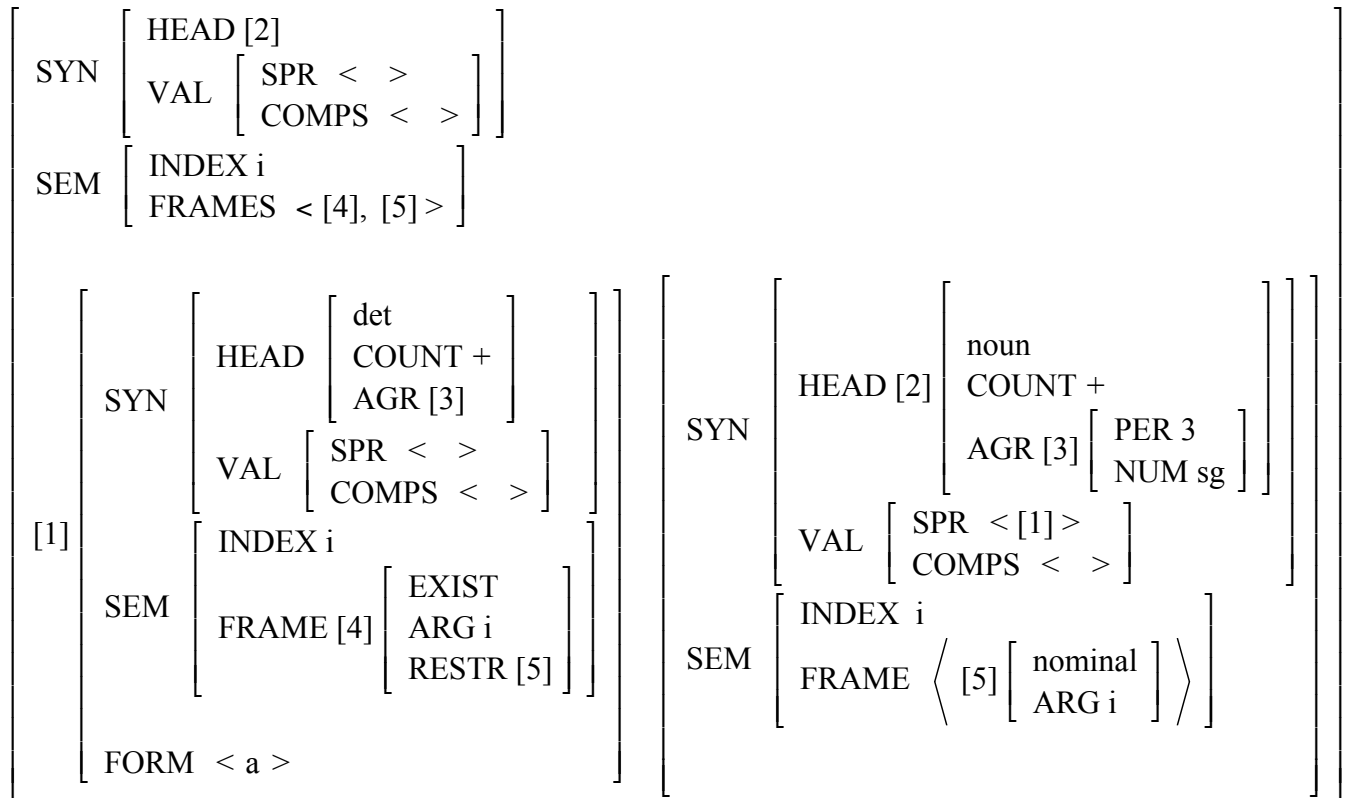 HEAD [2]
SYN
VAL
SPR < >
COMPS < >
SEM
INDEX i
FRAMES < [4], [5] >
[1]
SYN
HEAD
det
COUNT +
AGR [3]
VAL
SPR < >
COMPS < >
SEM
INDEX i
FRAME [4]
EXIST
ARG i
RESTR [5]
FORM < a >
SYN
HEAD [2]
noun
COUNT +
AGR [3]
PER 3
NUM sg
VAL
SPR < [1] >
COMPS < >
SEM
INDEX i
FRAME ⟨ [5]
nominal
ARG i
⟩